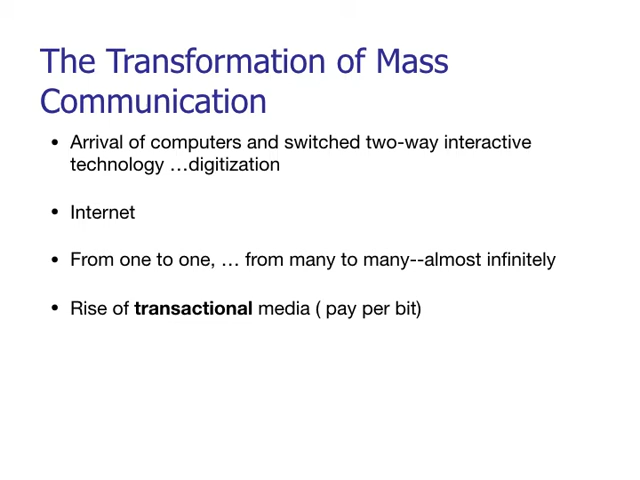 The Transformation of Mass
Communication
• Arrival of computers and switched two-way interactive
technology …digitization
• Internet
• From one to one, … from many to many--almost infinitely
• Rise of transactional media ( pay per bit)